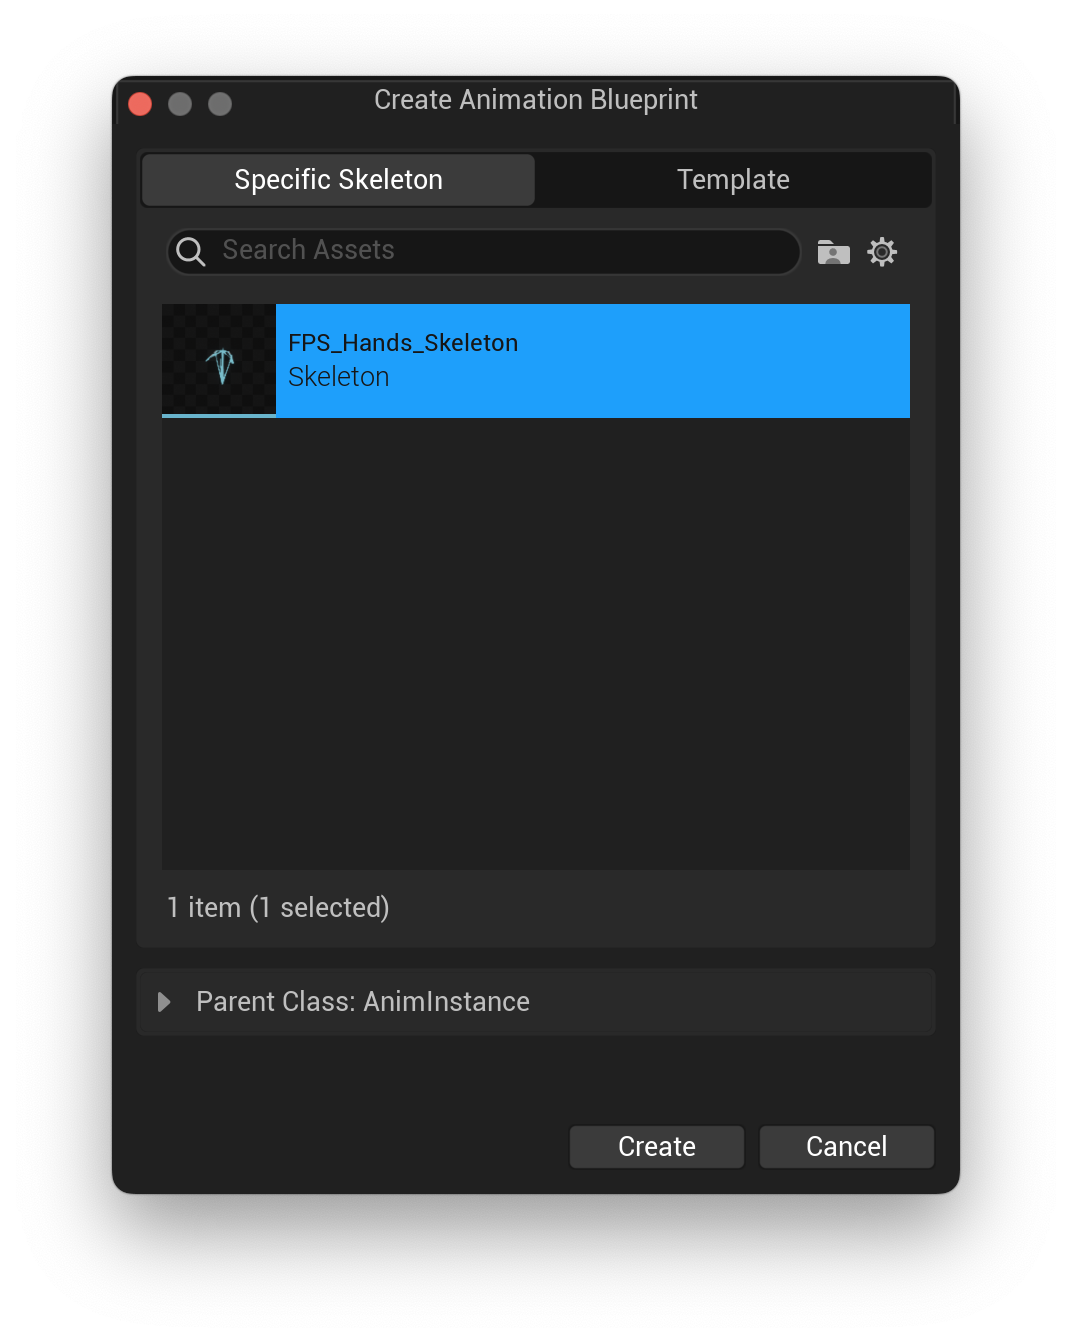 Create Animation Blueprint
Specific Skeleton
Template
Search Assets
FPS_Hands_Skeleton
Skeleton
1 item (1 selected)
Parent Class: AnimInstance
Create
Cancel